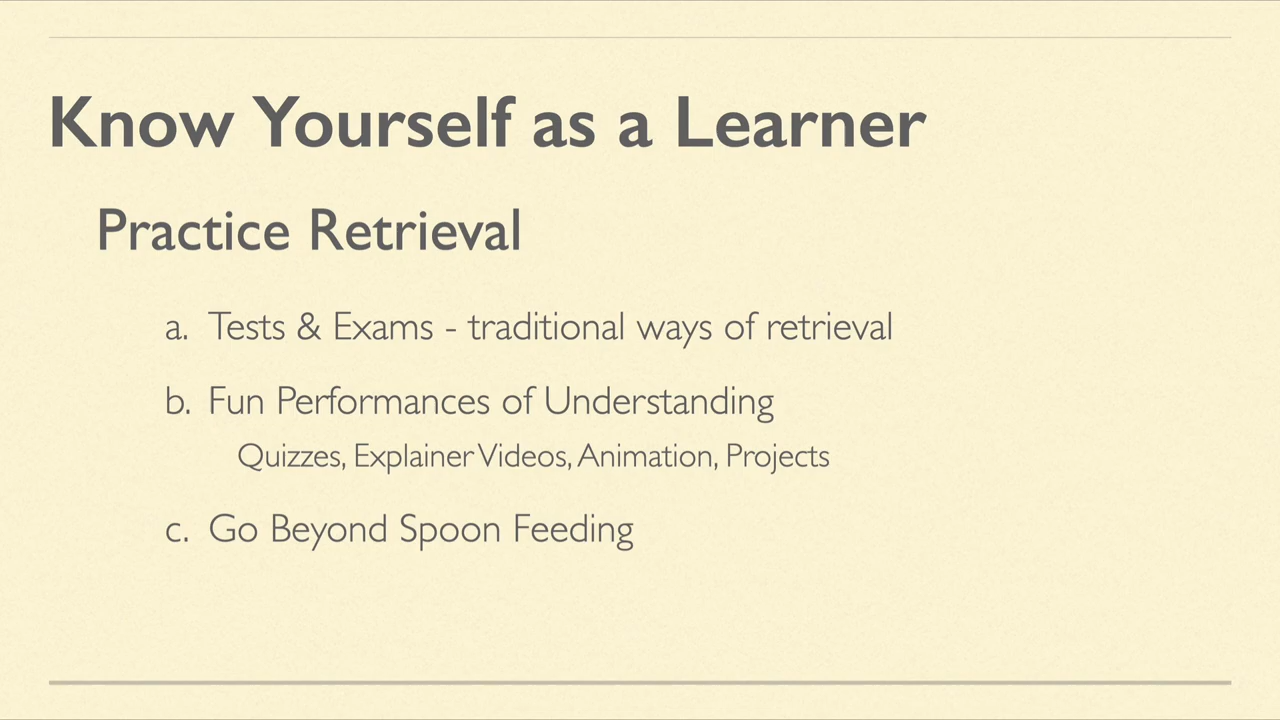 Know Yourself as a Learner
Practice Retrieval
a. Tests & Exams - traditional ways of retrieval
b. Fun Performances of Understanding
Quizzes, Explainer Videos, Animation, Projects
c. Go Beyond Spoon Feeding